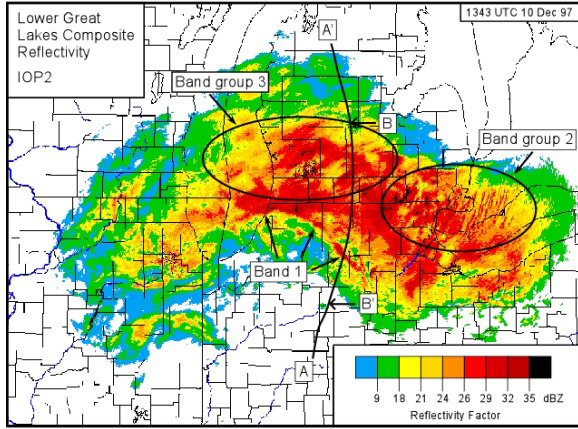 Lower Great
Lakes Composite
Reflectivity
IOP2
1343 UTC 10 Dec 97
A'
Band group 3
B
Band group 2
Band 1
B'
A
9 18 21 24 26 29 32 35 dBZ
Reflectivity Factor